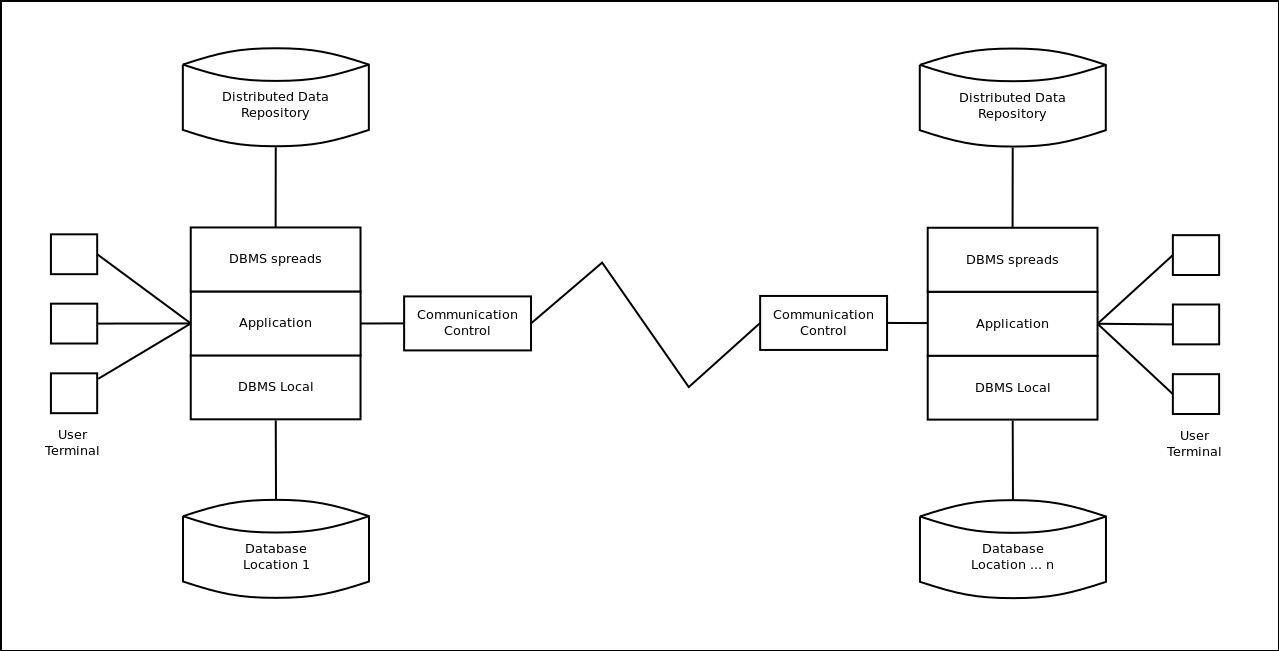 Distributed Data
Repository
Distributed Data
Repository
DBMS spreads
Application
DBMS Local
Communication
Control
Communication
Control
DBMS spreads
Application
DBMS Local
User
Terminal
User
Terminal
Database
Location 1
Database
Location ... n